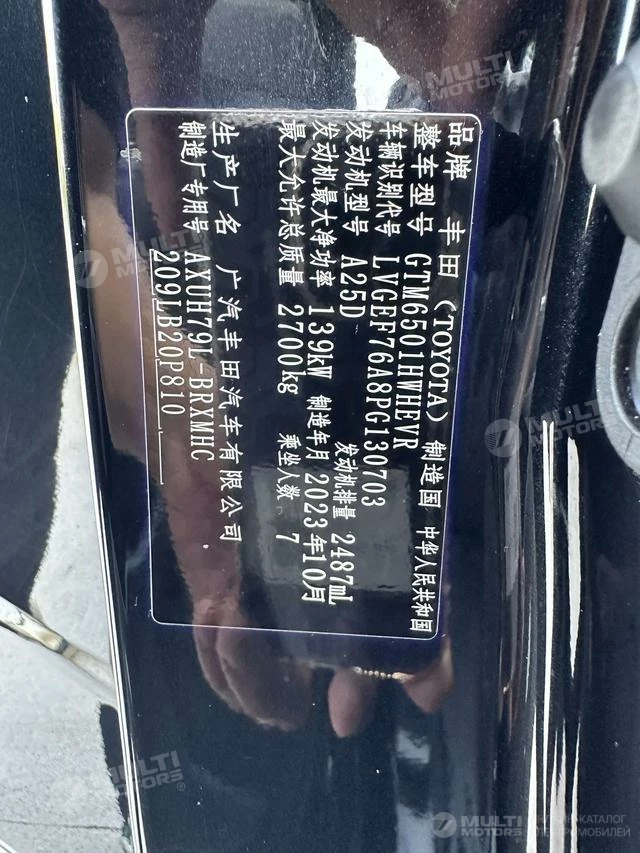 品牌 丰田（TOYOTA） 制造国 中华人民共和国
整车型号 GTM6501HWHEVR
车辆识别代号 LVGEF76A8PG130703
发动机型号 A25D 发动机排量 2487mL
发动机最大净功率 139kW 制造年月 2023年10月
最大允许总质量 2700kg 乘坐人数 7
生产厂名 广汽丰田汽车有限公司
制造厂专用号 AXUH79L-BRXMHC
209LB20P810
MULTI
MOTORS
MULTI
MOTORS
MULTI
MOTORS
MULTI
MOTORS®
MULTI
MOTORS
ОНЛАЙН-КАТАЛОГ
ЭЛЕКТРОМОБИЛЕЙ